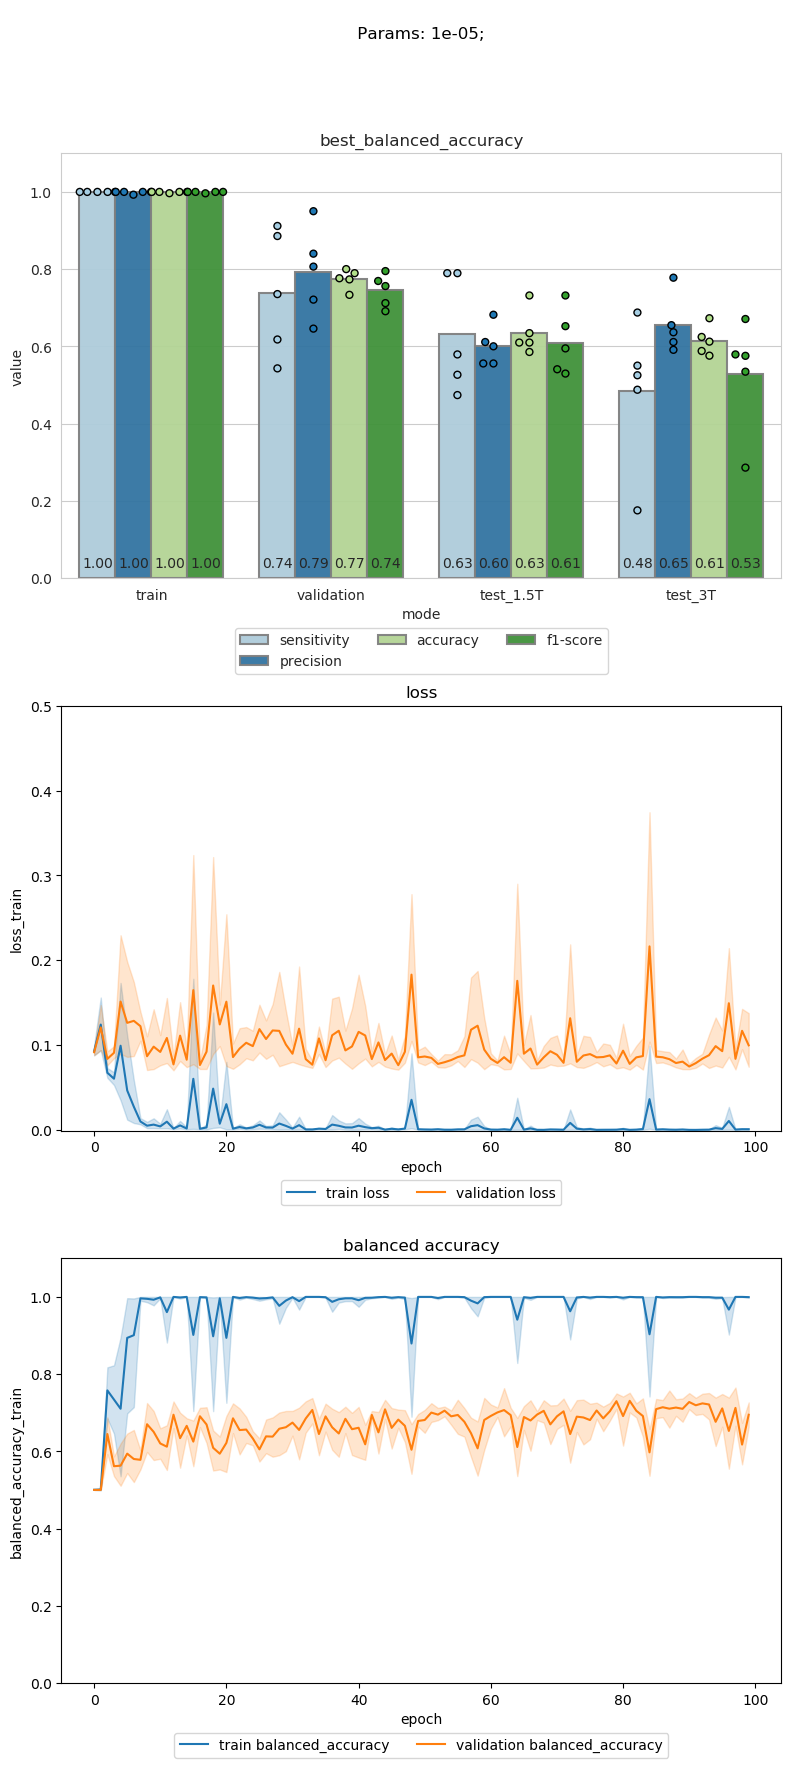 Params: 1e-05;
best_balanced_accuracy
value
1.0
0.8
0.6
0.4
0.2
0.0
1.00 1.00 1.00 1.00 0.74 0.79 0.77 0.74 0.63 0.60 0.63 0.61 0.48 0.65 0.61 0.53
train validation test_1.5T test_3T
mode
sensitivity accuracy f1-score
precision
loss
loss_train
0.5
0.4
0.3
0.2
0.1
0.0
0 20 40 60 80 100
epoch
train loss validation loss
balanced accuracy
balanced_accuracy_train
1.0
0.8
0.6
0.4
0.2
0.0
0 20 40 60 80 100
epoch
train balanced_accuracy validation balanced_accuracy